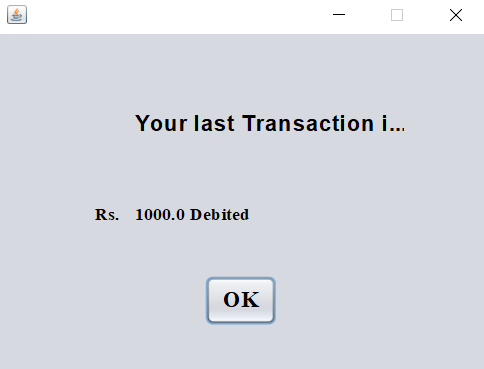 Your last Transaction i...
Rs. 1000.0 Debited
OK